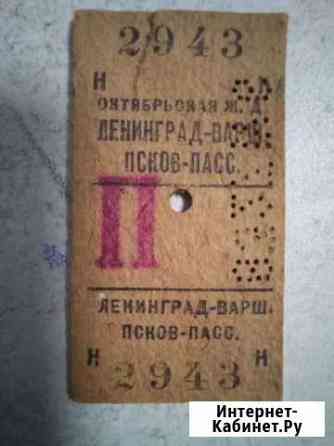 2943
Н
ОКТЯБРЬСКАЯ Ж. Д.
ЛЕНИНГРАД-ВАРШ.
ПСКОВ-ПАСС.
П
ЛЕНИНГРАД-ВАРШ.
ПСКОВ-ПАСС.
Н Н
2943
Интернет-
Кабинет.Ру